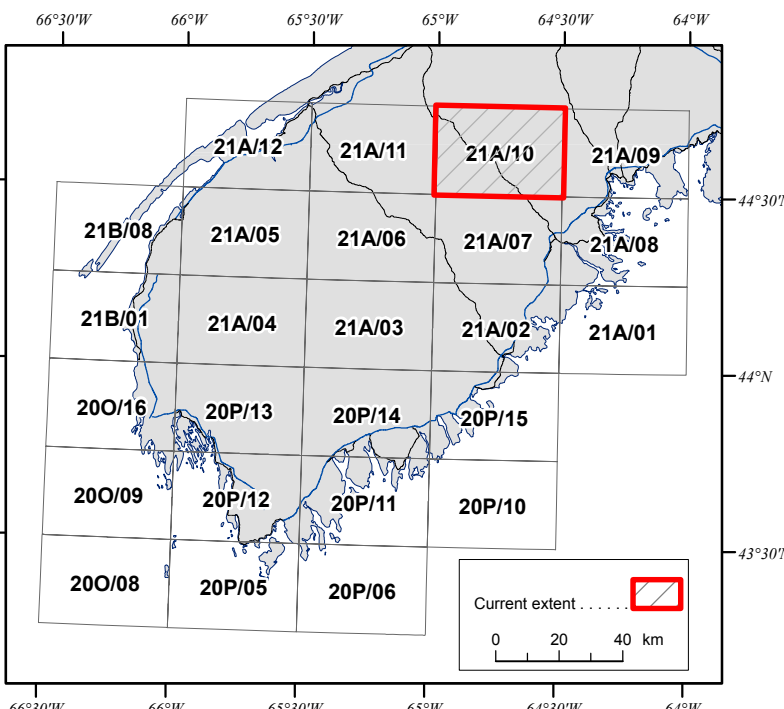 66°30'W 66°W 65°30'W 65°W 64°30'W 64°W
21A/12 21A/11 21A/10 21A/09
44°30'
21B/08 21A/05 21A/06 21A/07 21A/08
21B/01 21A/04 21A/03 21A/02 21A/01
44°N
20O/16 20P/13 20P/14 20P/15
20O/09 20P/12 20P/11 20P/10
43°30'
20O/08 20P/05 20P/06
Current extent . . . . . .
0 20 40 km
66°30'W 66°W 65°30'W 65°W 64°30'W 64°W